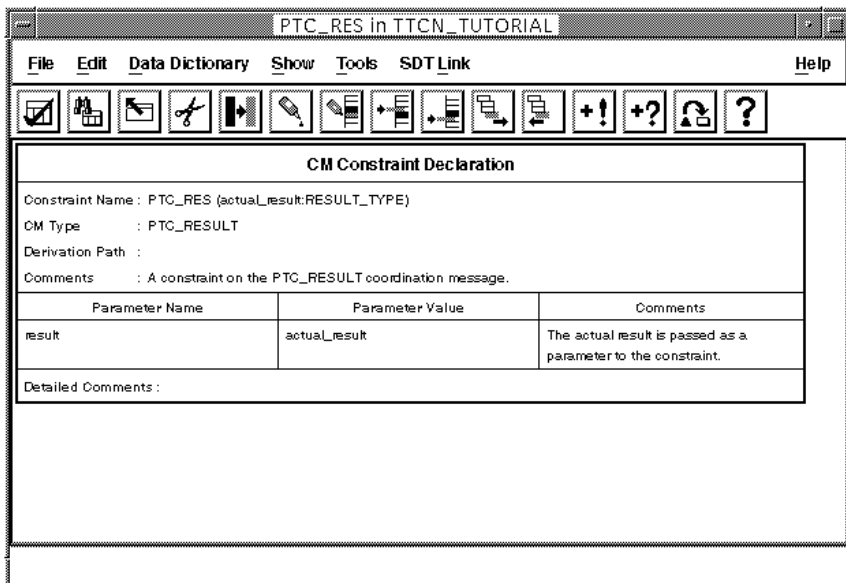 PTC_RES in TTCN_TUTORIAL
File Edit Data Dictionary Show Tools SDT Link Help
+! +? ?
CM Constraint Declaration
Constraint Name : PTC_RES (actual_result:RESULT_TYPE)
CM Type : PTC_RESULT
Derivation Path :
Comments : A constraint on the PTC_RESULT coordination message.
Parameter Name Parameter Value Comments
result actual_result The actual result is passed as a
parameter to the constraint.
Detailed Comments :